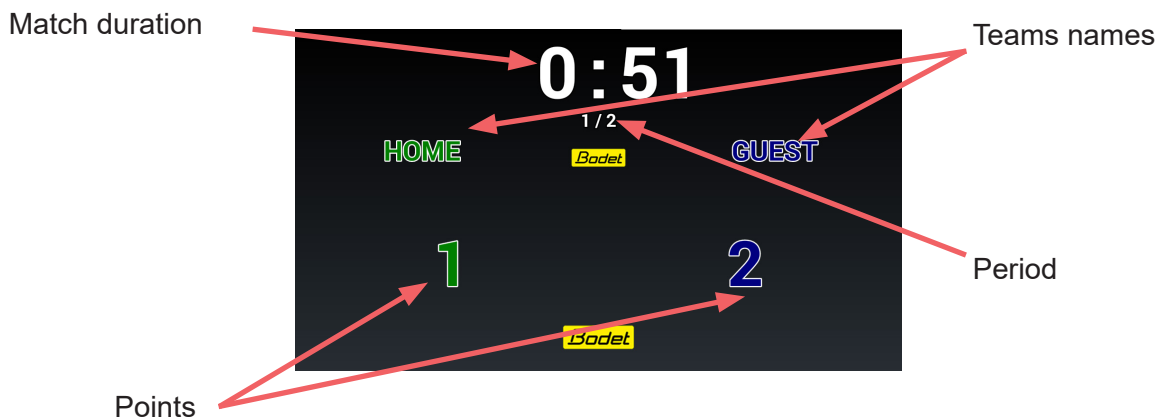 Match duration
Teams names
0 : 51
1 / 2
HOME
Bodet
GUEST
1
2
Period
Bodet
Points